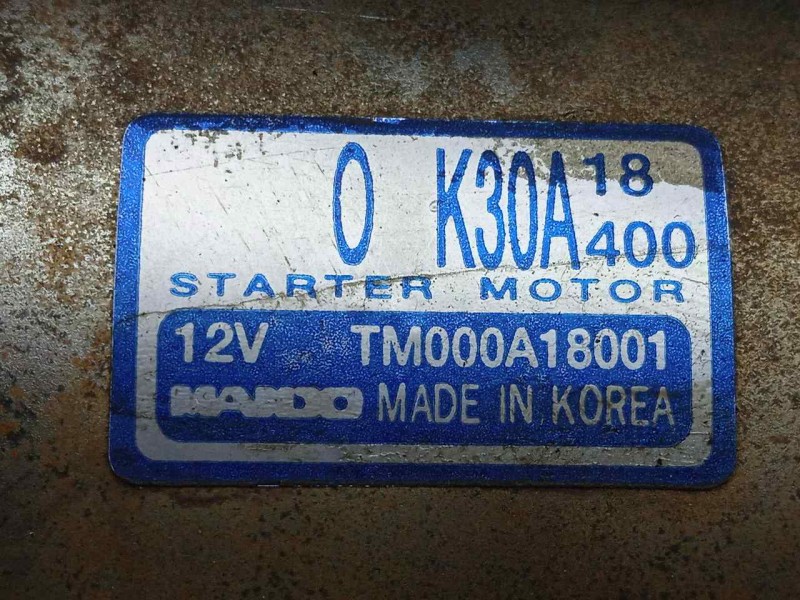 0 K30A 18 400
STARTER MOTOR
12V TM000A18001
MANDO MADE IN KOREA